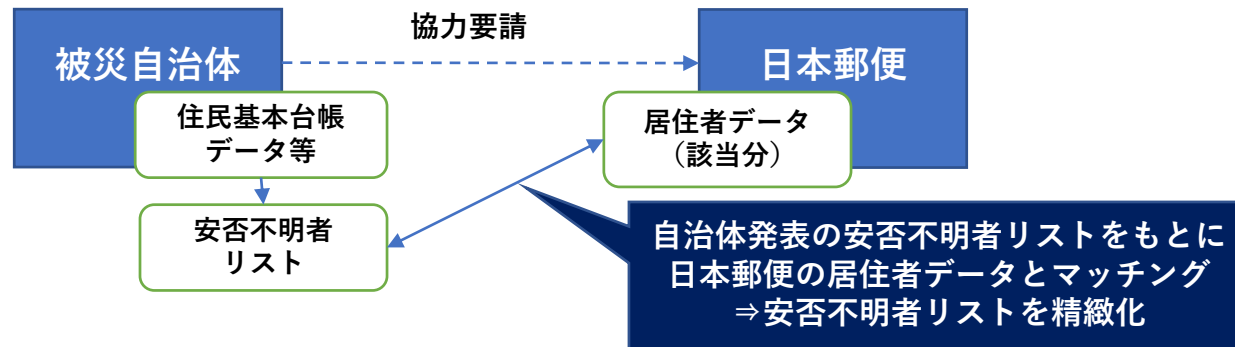 協力要請
被災自治体
日本郵便
住民基本台帳
データ等
居住者データ
（該当分）
安否不明者
リスト
自治体発表の安否不明者リストをもとに
日本郵便の居住者データとマッチング
⇒安否不明者リストを精緻化